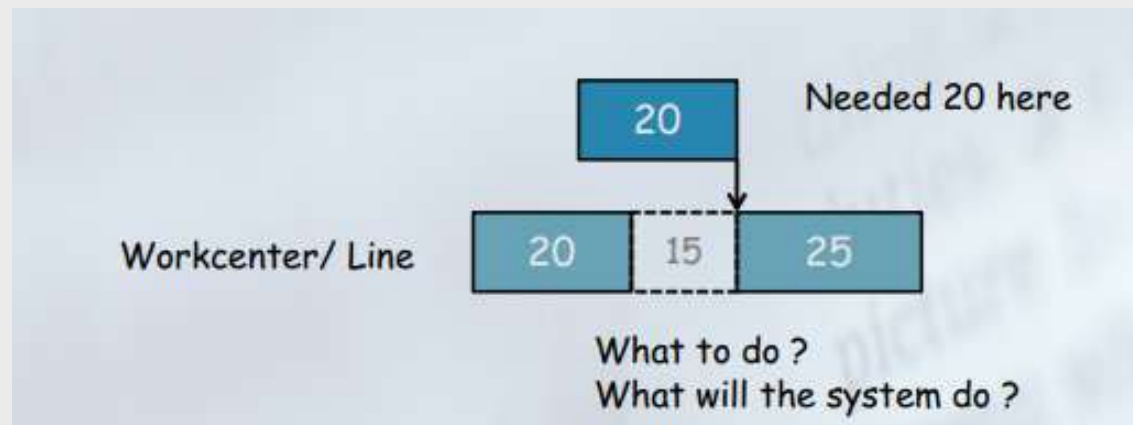 20
Needed 20 here
Workcenter/ Line
20
15
25
What to do ?
What will the system do ?